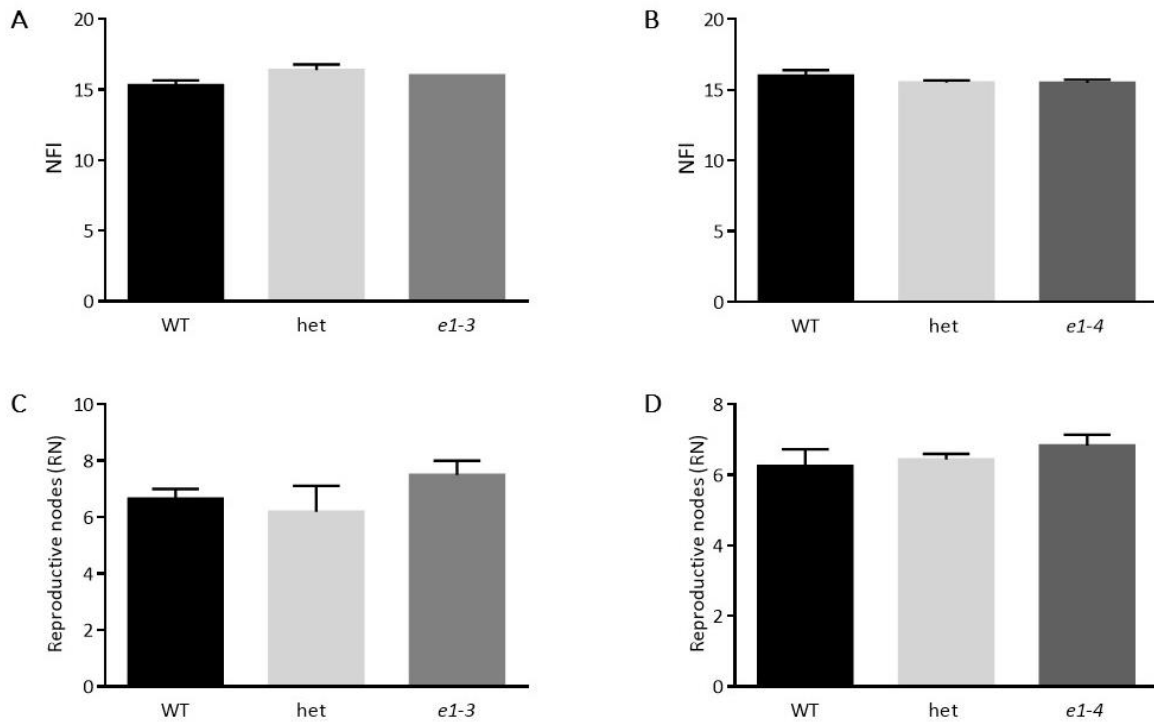 A
20
15
10
5
0
NFI
WT het e1-3
B
20
15
10
5
0
NFI
WT het e1-4
C
10
8
6
4
2
0
Reproductive nodes (RN)
WT het e1-3
D
8
6
4
2
0
Reproductive nodes (RN)
WT het e1-4